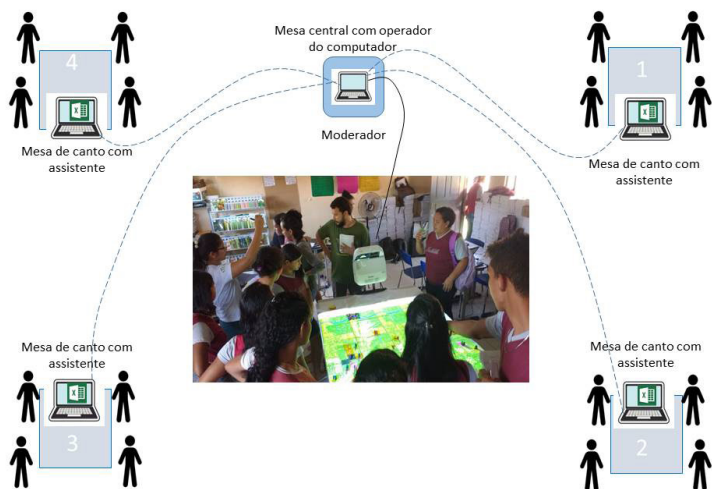 Mesa central com operador
do computador
4
1
Moderador
Mesa de canto com
assistente
Mesa de canto com
assistente
Mesa de canto com
assistente
Mesa de canto com
assistente
3
2